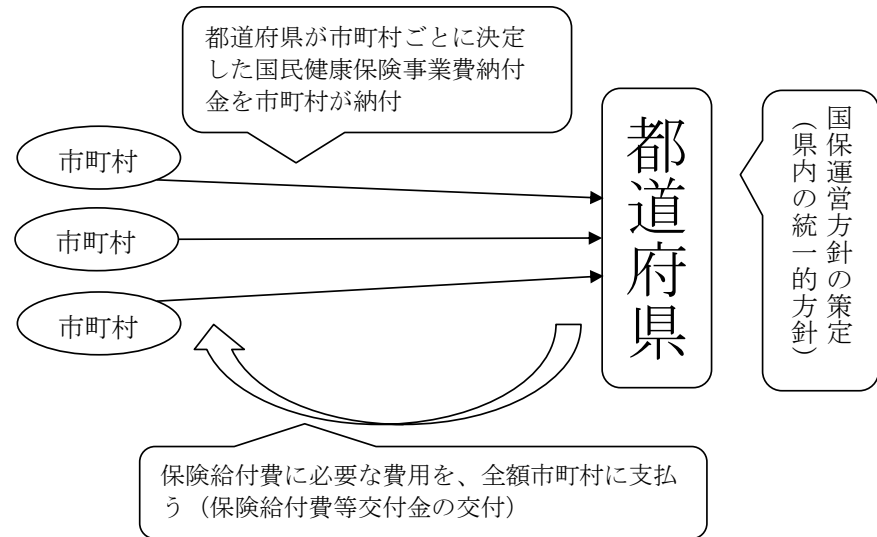 都道府県が市町村ごとに決定
した国民健康保険事業費納付
金を市町村が納付
市町村
市町村
市町村
都道府県
国保運営方針の策定
（県内の統一的方針）
保険給付費に必要な費用を、全額市町村に支払
う（保険給付費等交付金の交付）